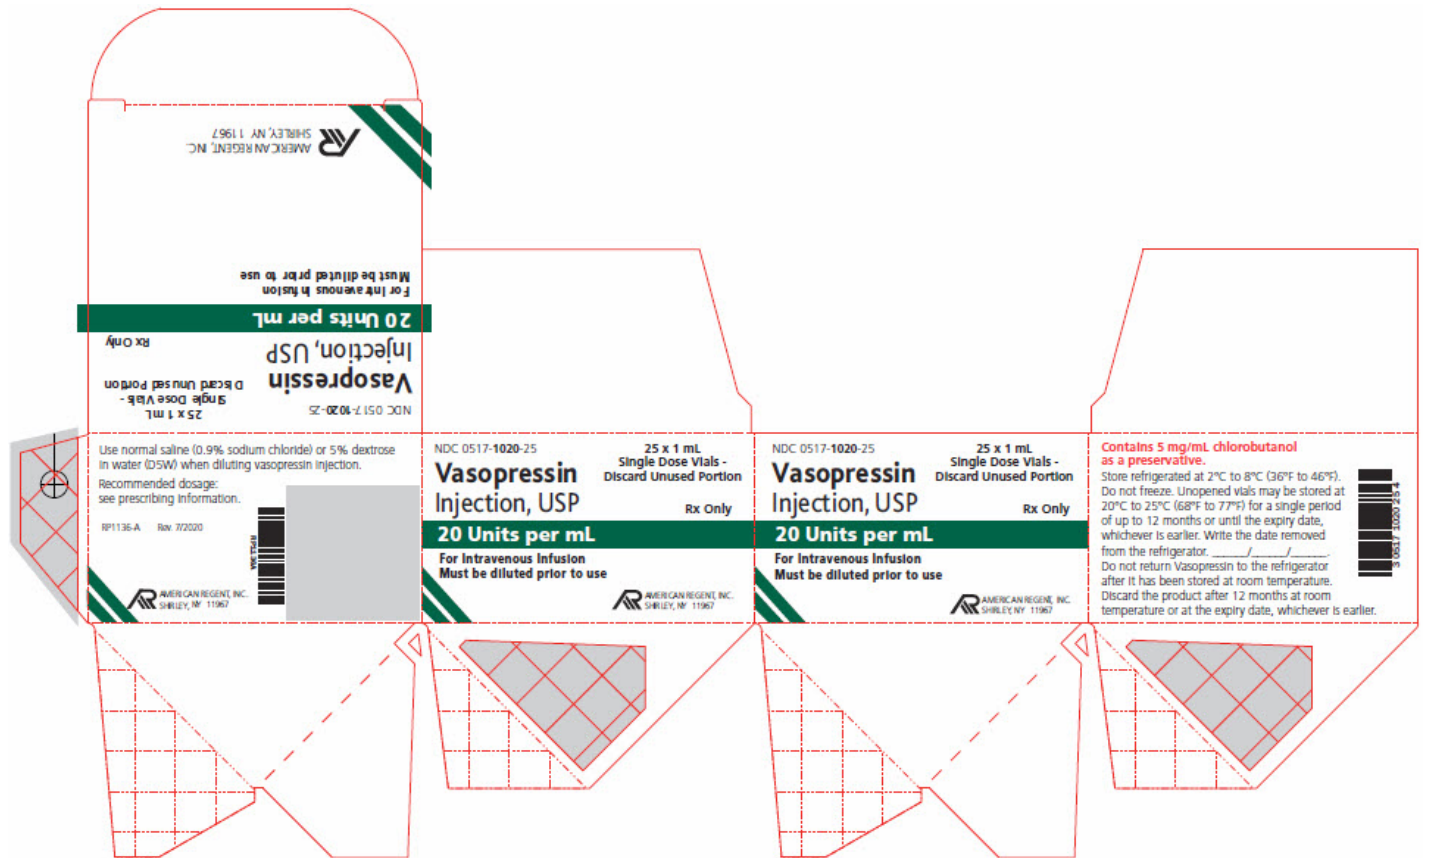 AMERICAN REGENT, INC.
SHIRLEY, NY 11967
For Intravenous Infusion
Must be diluted prior to use
20 Units per mL
Rx Only
Vasopressin
Injection, USP
25 x 1 mL
Single Dose Vials -
Discard Unused Portion
NDC 0517-1020-25
Use normal saline (0.9% sodium chloride) or 5% dextrose
in water (D5W) when diluting vasopressin injection.
Recommended dosage:
see prescribing information.
RP1136-A Rev. 7/2020
RP1136A
AMERICAN REGENT, INC.
SHIRLEY, NY 11967
NDC 0517-1020-25
Vasopressin
Injection, USP
25 x 1 mL
Single Dose Vials -
Discard Unused Portion
Rx Only
20 Units per mL
For Intravenous Infusion
Must be diluted prior to use
AMERICAN REGENT, INC.
SHIRLEY, NY 11967
NDC 0517-1020-25
Vasopressin
Injection, USP
25 x 1 mL
Single Dose Vials -
Discard Unused Portion
Rx Only
20 Units per mL
For Intravenous Infusion
Must be diluted prior to use
AMERICAN REGENT, INC.
SHIRLEY, NY 11967
Contains 5 mg/mL chlorobutanol
as a preservative.
Store refrigerated at 2°C to 8°C (36°F to 46°F).
Do not freeze. Unopened vials may be stored at
20°C to 25°C (68°F to 77°F) for a single period
of up to 12 months or until the expiry date,
whichever is earlier. Write the date removed
from the refrigerator. ______/______/______.
Do not return Vasopressin to the refrigerator
after it has been stored at room temperature.
Discard the product after 12 months at room
temperature or at the expiry date, whichever is earlier.
3 0517 1020 25 4